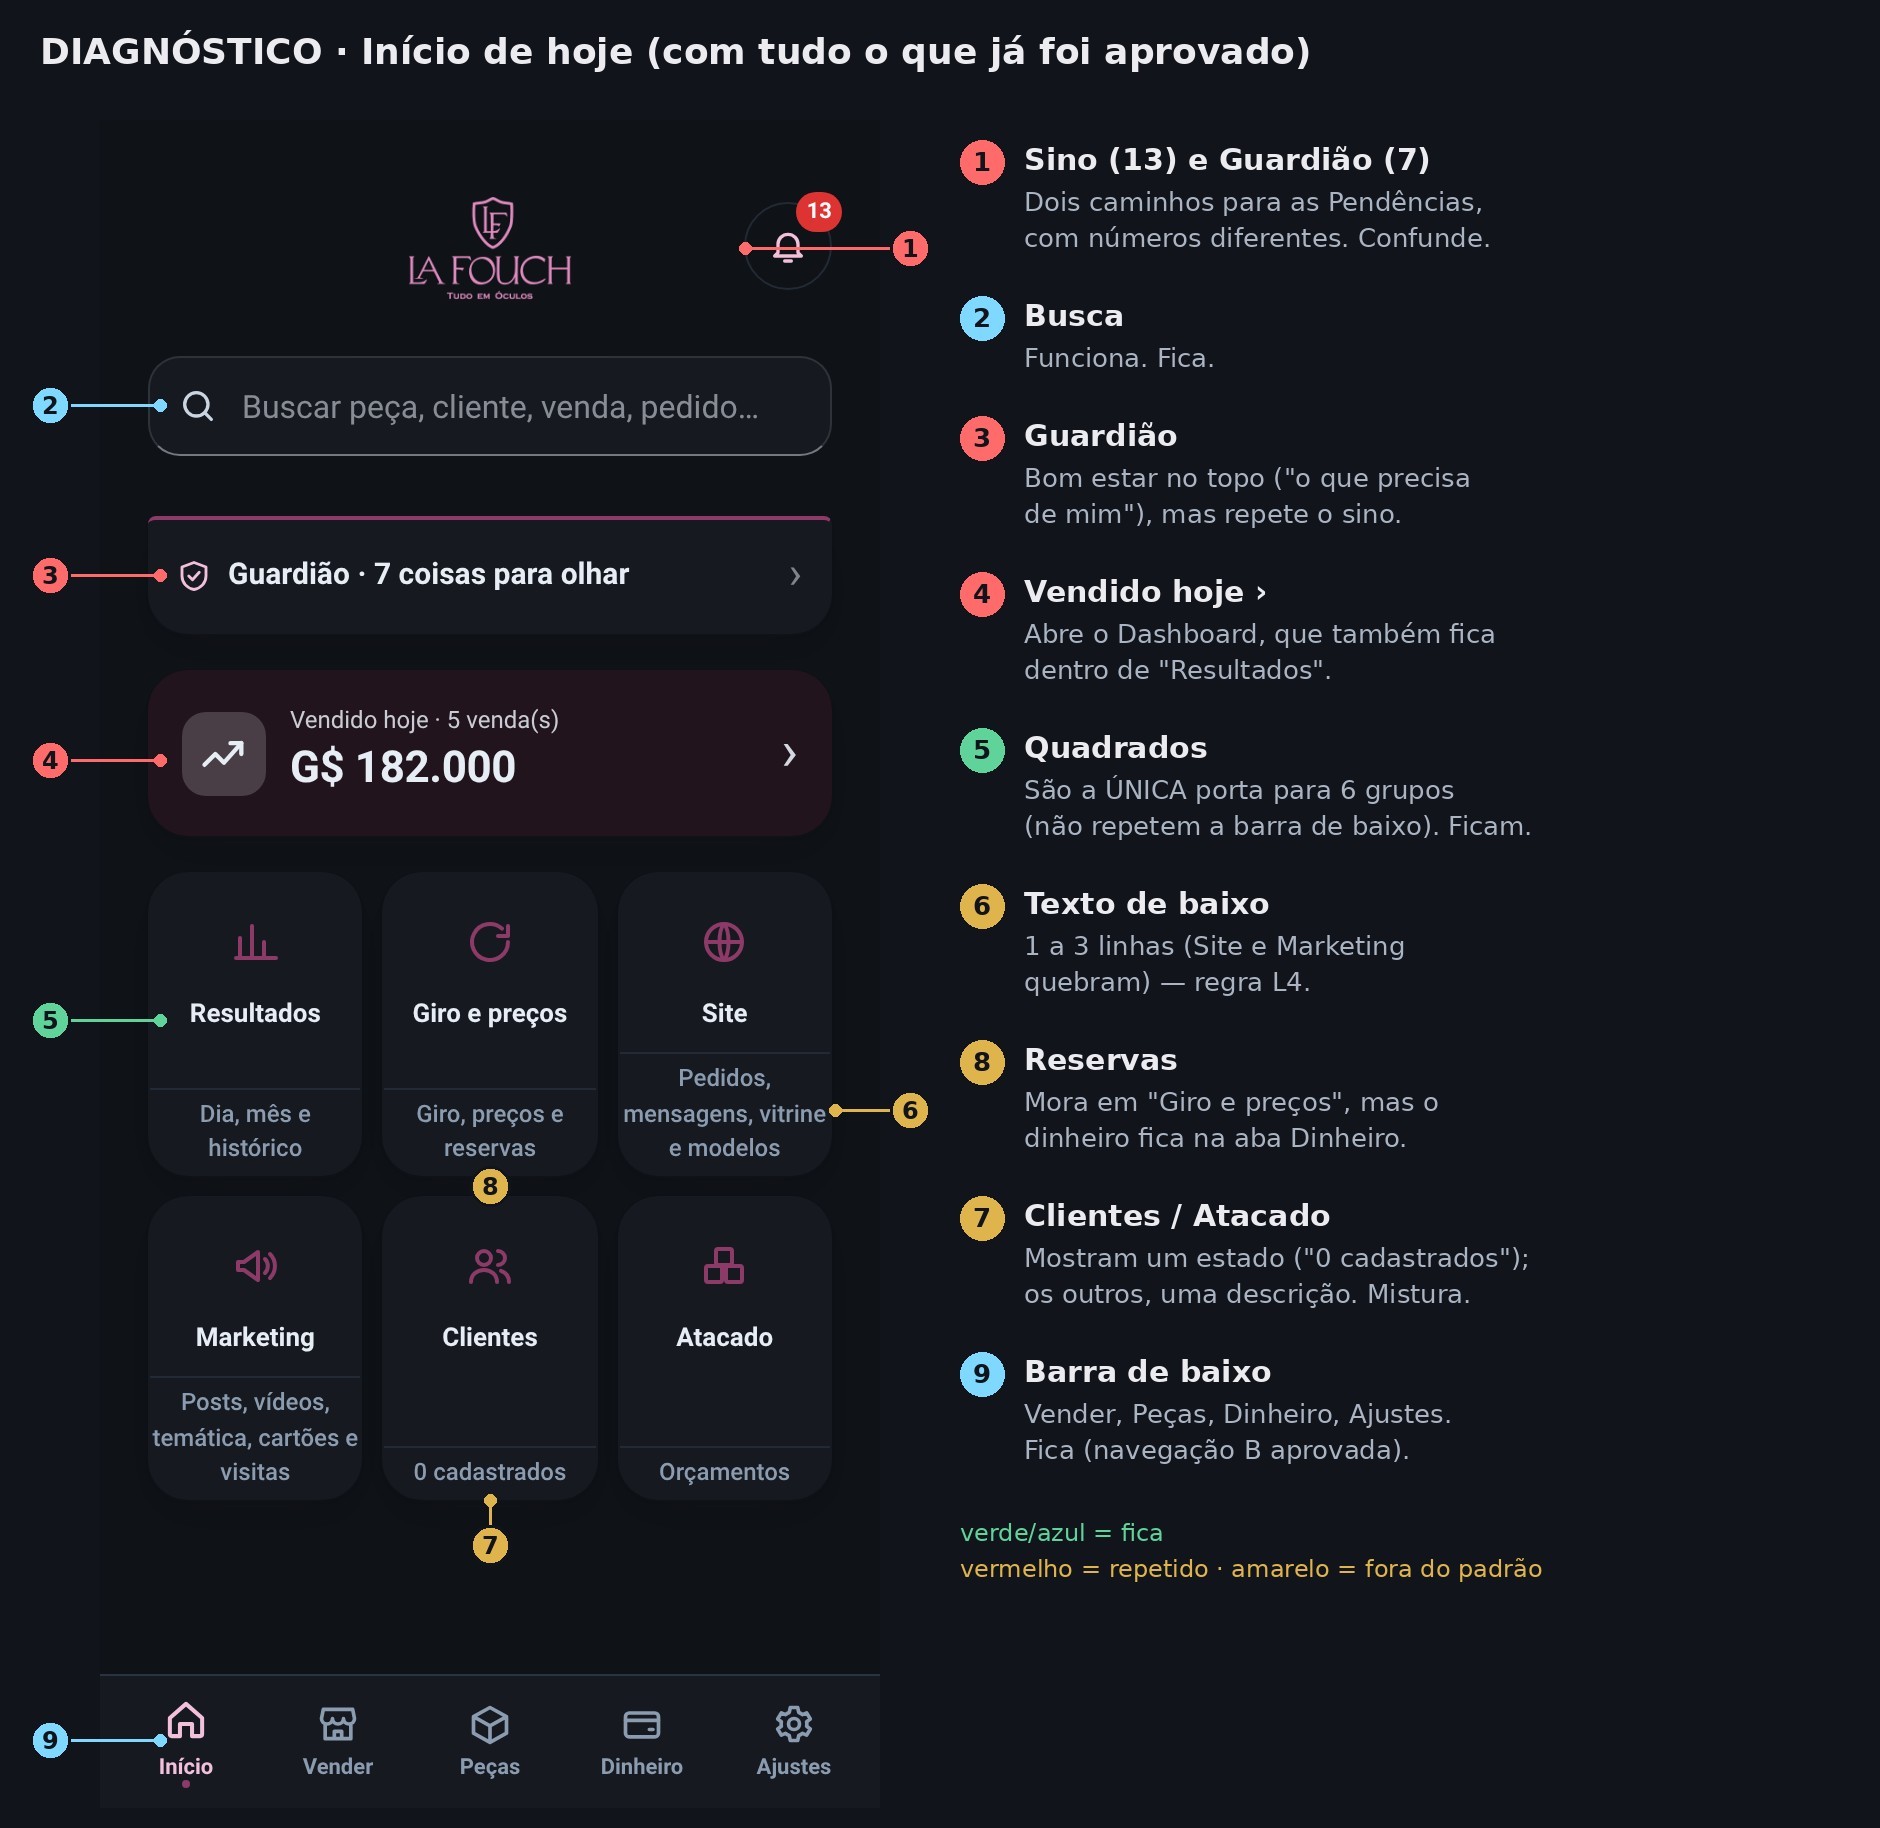 DIAGNÓSTICO · Início de hoje (com tudo o que já foi aprovado)
LF
LA FOUCH
TUDO EM ÓCULOS
13
1
2
Buscar peça, cliente, venda, pedido...
3
Guardião · 7 coisas para olhar
4
Vendido hoje · 5 venda(s)
G$ 182.000
5
Resultados
Dia, mês e
histórico
Giro e preços
Giro, preços e
reservas
8
Site
Pedidos,
mensagens, vitrine
e modelos
6
Marketing
Posts, vídeos,
temática, cartões e
visitas
Clientes
0 cadastrados
7
Atacado
Orçamentos
9
Início
Vender
Peças
Dinheiro
Ajustes
1
Sino (13) e Guardião (7)
Dois caminhos para as Pendências,
com números diferentes. Confunde.
2
Busca
Funciona. Fica.
3
Guardião
Bom estar no topo ("o que precisa
de mim"), mas repete o sino.
4
Vendido hoje ›
Abre o Dashboard, que também fica
dentro de "Resultados".
5
Quadrados
São a ÚNICA porta para 6 grupos
(não repetem a barra de baixo). Ficam.
6
Texto de baixo
1 a 3 linhas (Site e Marketing
quebram) — regra L4.
8
Reservas
Mora em "Giro e preços", mas o
dinheiro fica na aba Dinheiro.
7
Clientes / Atacado
Mostram um estado ("0 cadastrados");
os outros, uma descrição. Mistura.
9
Barra de baixo
Vender, Peças, Dinheiro, Ajustes.
Fica (navegação B aprovada).
verde/azul = fica
vermelho = repetido · amarelo = fora do padrão